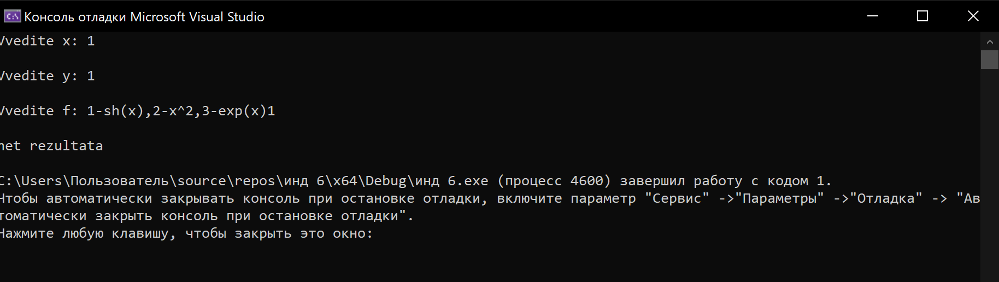 Консоль отладки Microsoft Visual Studio
Vvedite x: 1
Vvedite y: 1
Vvedite f: 1-sh(x),2-x^2,3-exp(x)1
net rezultata
C:\Users\Пользователь\source\repos\инд 6\x64\Debug\инд 6.exe (процесс 4600) завершил работу с кодом 1.
Чтобы автоматически закрывать консоль при остановке отладки, включите параметр "Сервис" ->"Параметры" ->"Отладка" -> "Ав
томатически закрыть консоль при остановке отладки".
Нажмите любую клавишу, чтобы закрыть это окно: